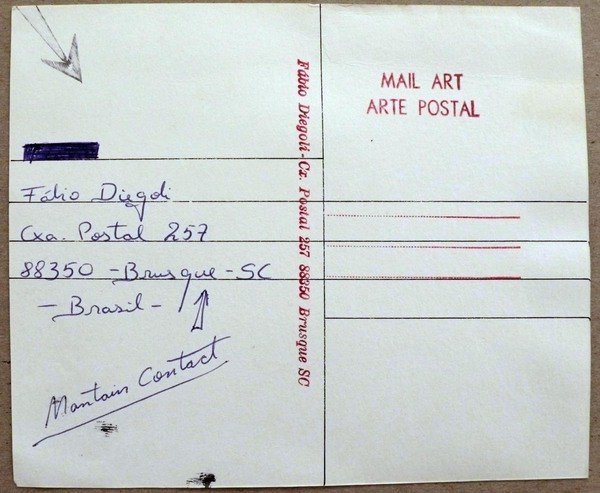 Fábio Diegoli
Cxa. Postal 257
88350 - Brusque - SC
- Brasil -
Mantain Contact
Fábio Diegoli - Cx. Postal 257 88350 Brusque SC
MAIL ART
ARTE POSTAL